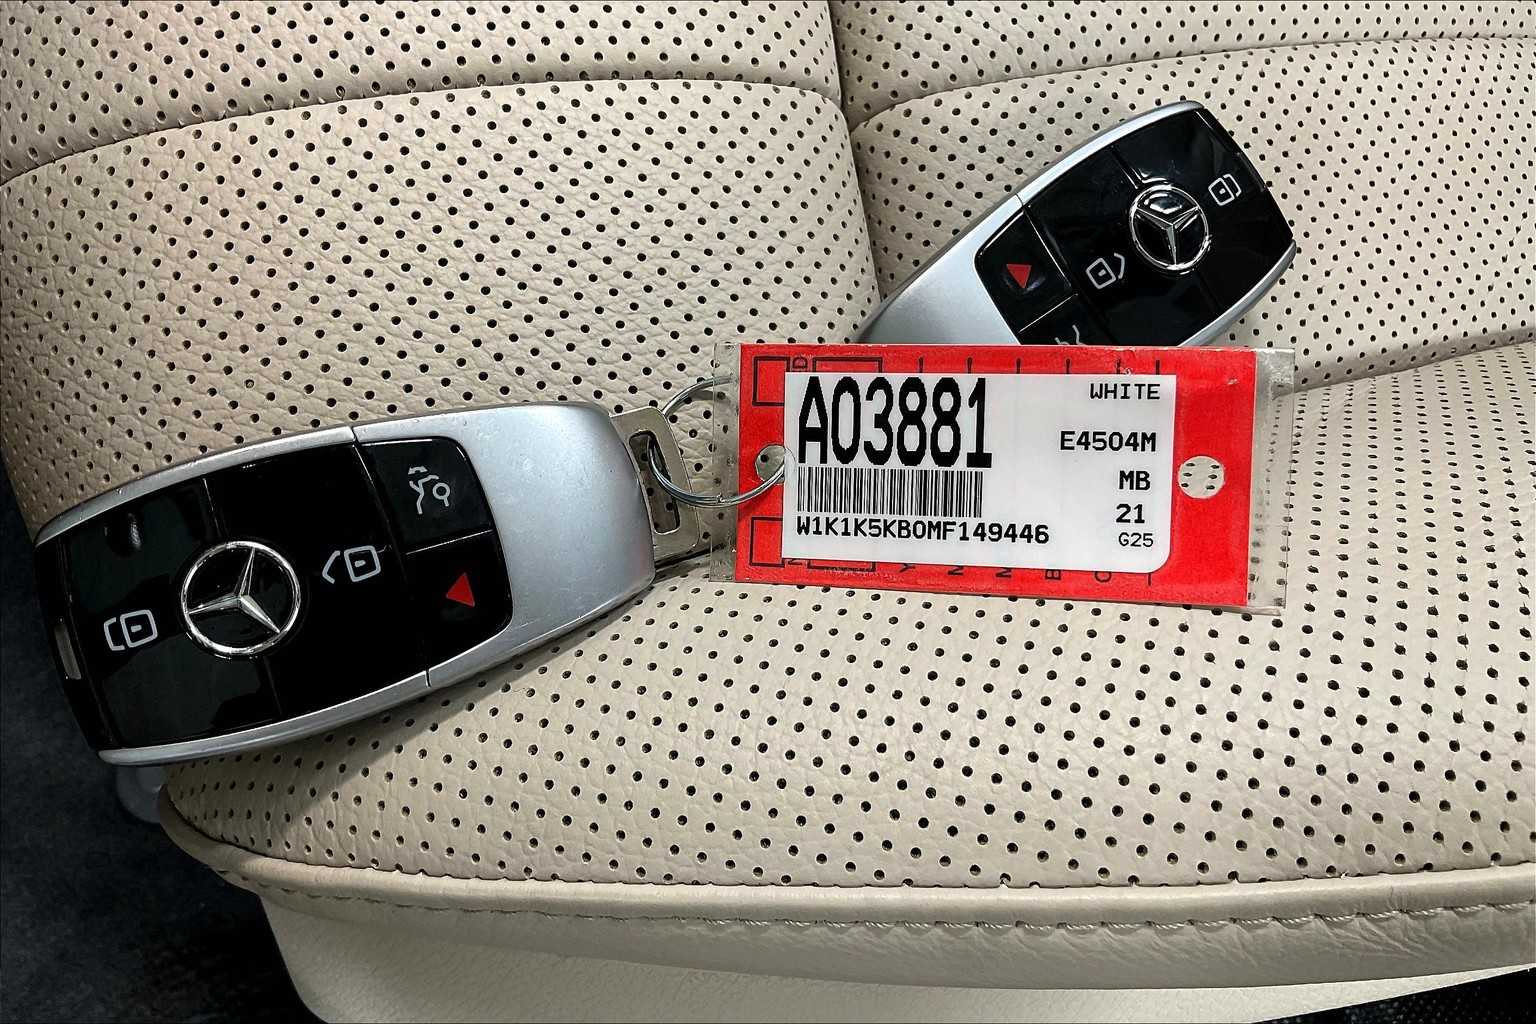 A03881
WHITE
E4504M
MB
21
W1K1K5KB0MF149446
G25